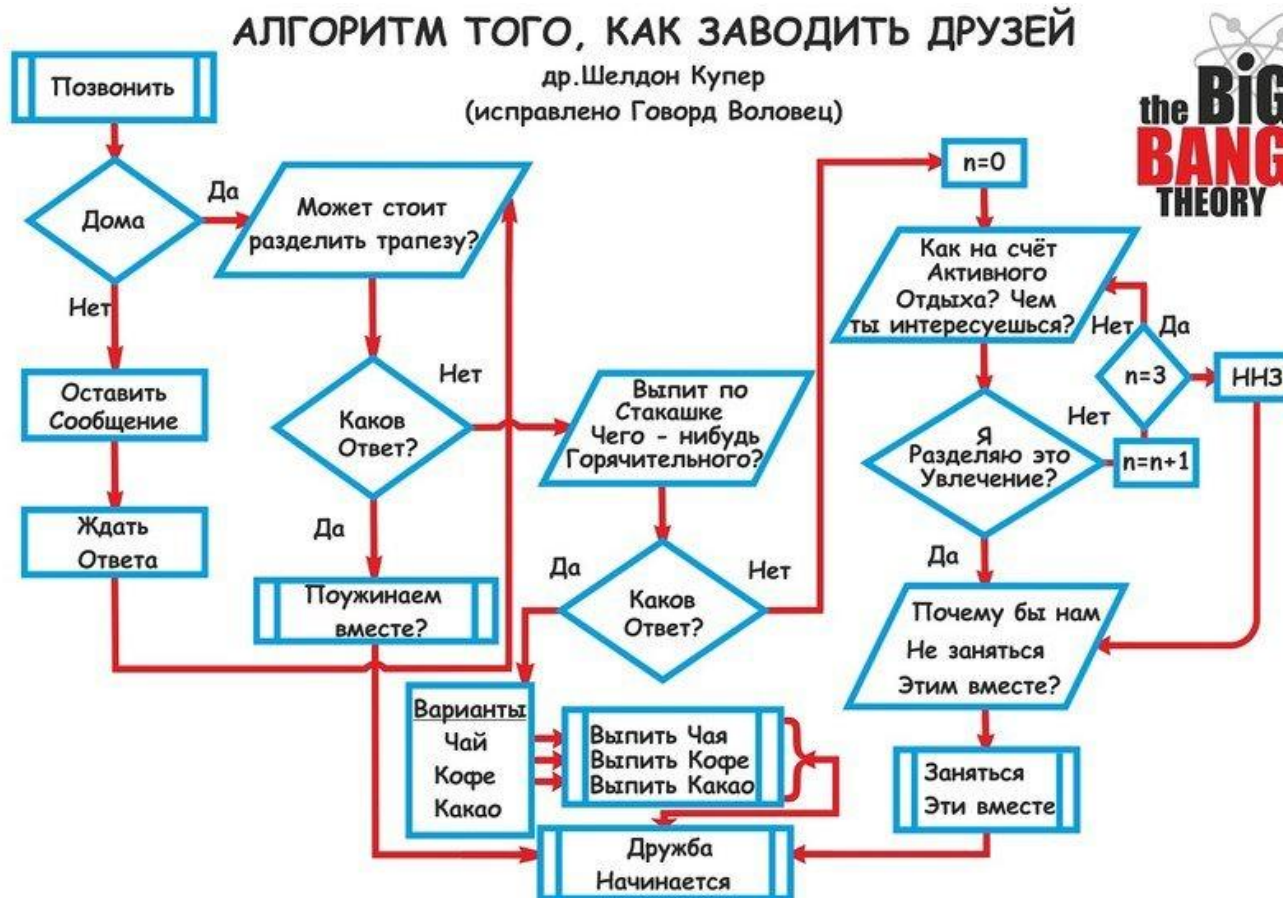 АЛГОРИТМ ТОГО, КАК ЗАВОДИТЬ ДРУЗЕЙ
др.Шелдон Купер
(исправлено Говорд Воловец)
the BiG
BANG
THEORY
Позвонить
Дома
Да
Нет
Может стоит
разделить трапезу?
Оставить
Сообщение
Ждать
Ответа
Каков
Ответ?
Нет
Да
Поужинаем
вместе?
Выпит по
Стакашке
Чего - нибудь
Горячительного?
Каков
Ответ?
Да
Нет
Варианты
Чай
Кофе
Какао
Выпить Чая
Выпить Кофе
Выпить Какао
Дружба
Начинается
n=0
Как на счёт
Активного
Отдыха? Чем
ты интересуешься?
Нет
Да
n=3
ННЗ
Нет
n=n+1
Я
Разделяю это
Увлечение?
Да
Почему бы нам
Не заняться
Этим вместе?
Заняться
Эти вместе